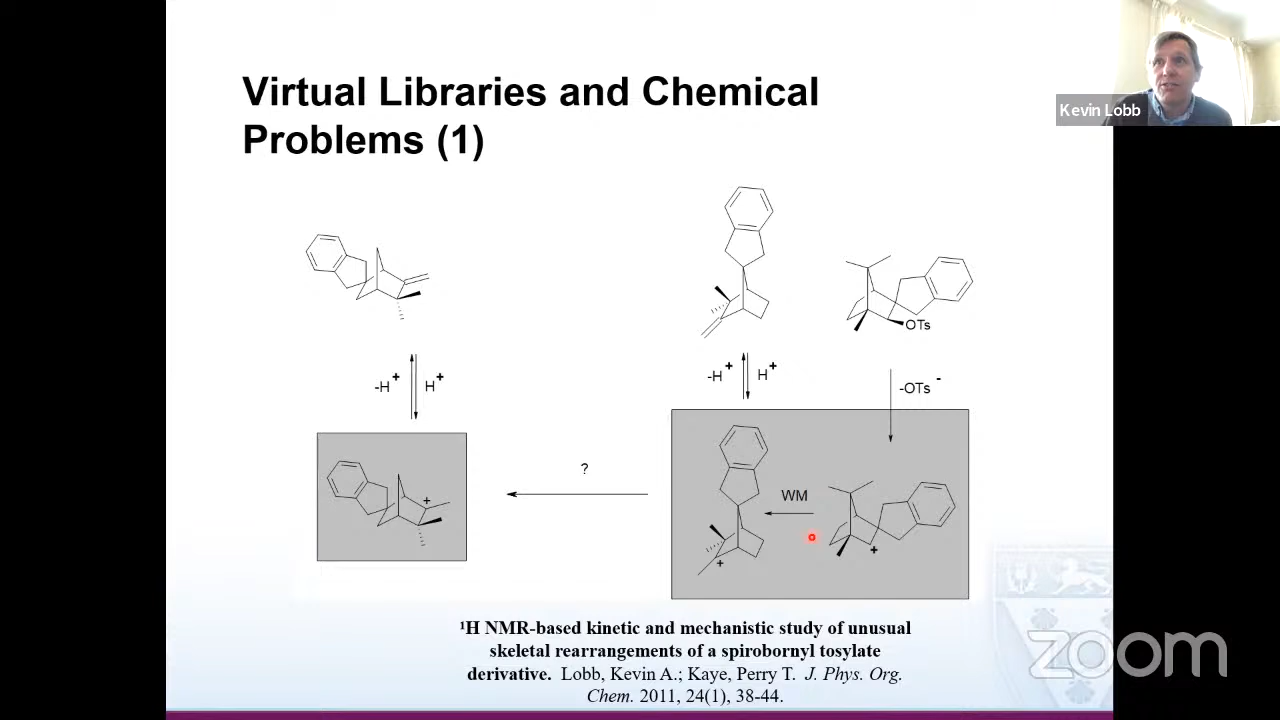 Virtual Libraries and Chemical
Problems (1)
Kevin Lobb
OTs
-H+
H+
-H+
H+
-OTs-
?
WM
+
+
+
¹H NMR-based kinetic and mechanistic study of unusual
skeletal rearrangements of a spirobornyl tosylate
derivative. Lobb, Kevin A.; Kaye, Perry T. J. Phys. Org.
Chem. 2011, 24(1), 38-44.
zoom